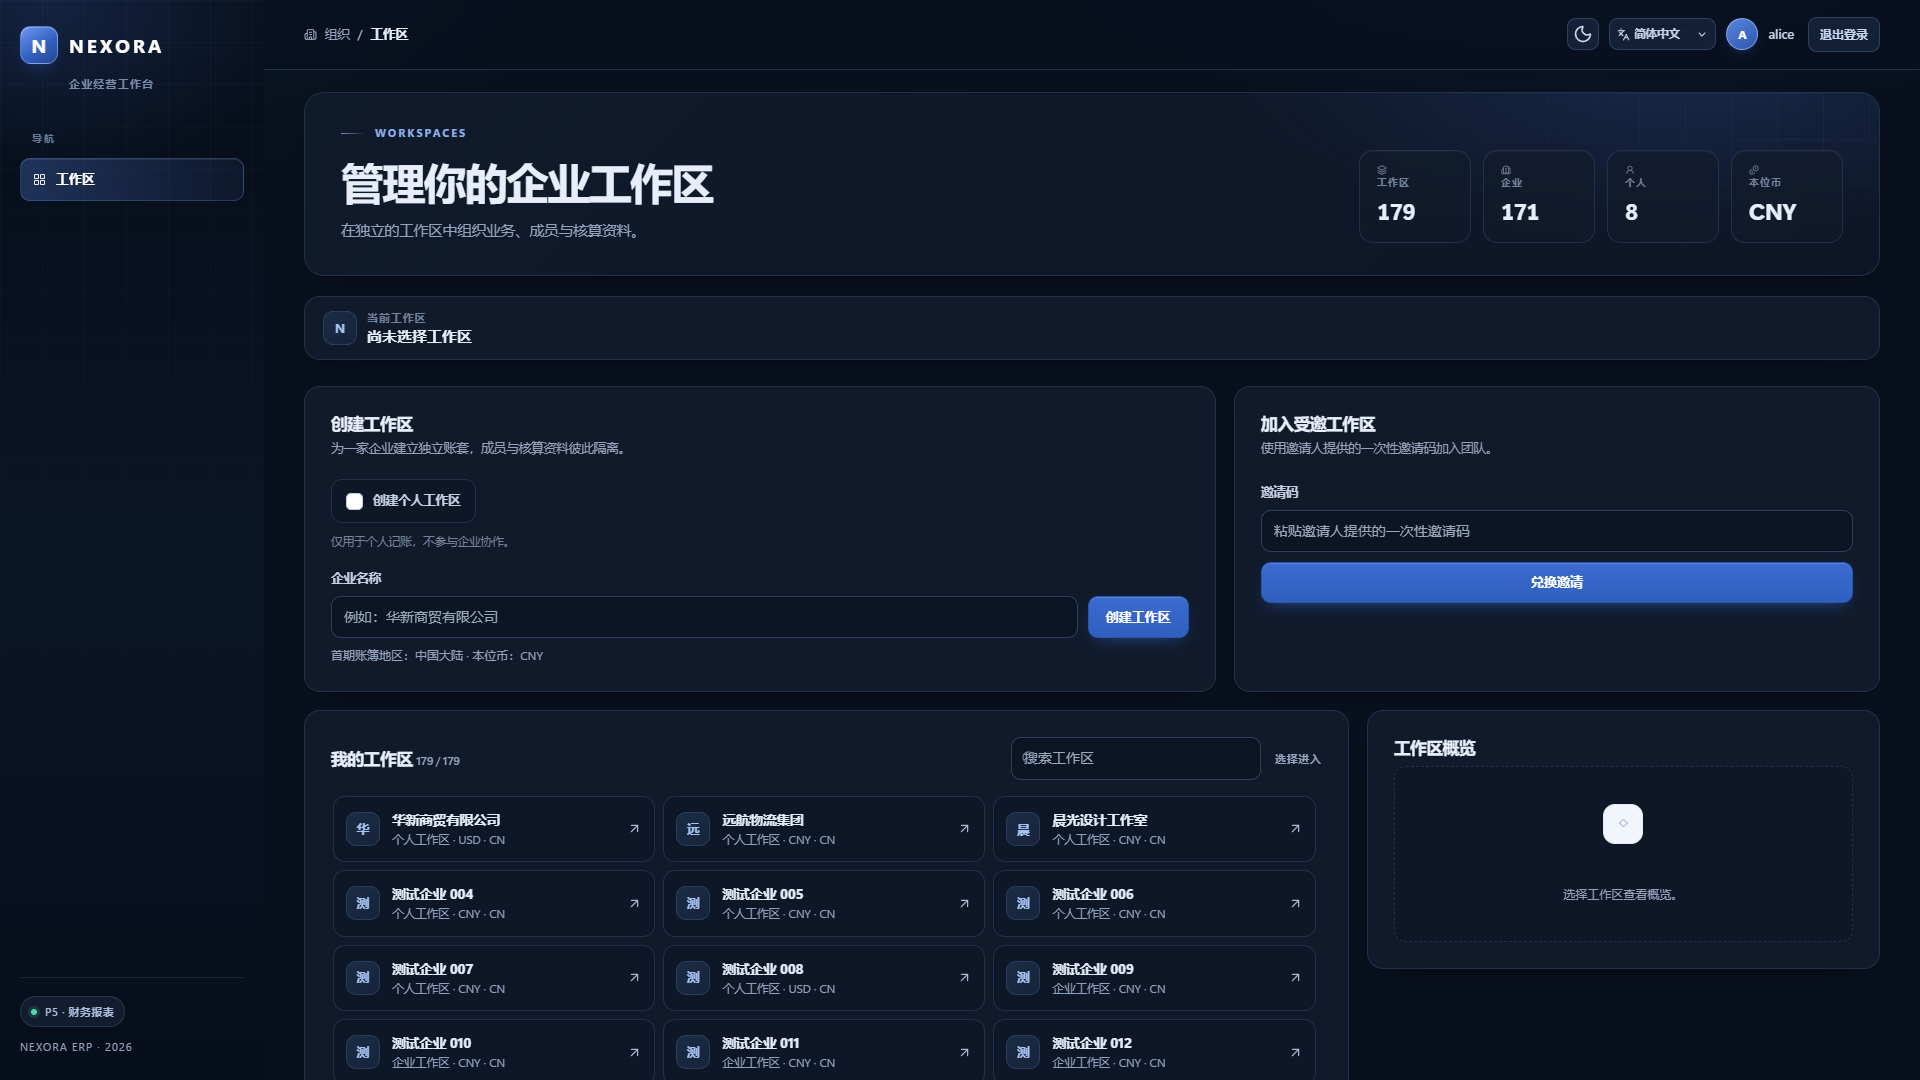 N NEXORA
企业经营工作台
导航
工作区
P5 · 财务报表
NEXORA ERP · 2026
组织 / 工作区
简体中文
A alice
退出登录
WORKSPACES
管理你的企业工作区
在独立的工作区中组织业务、成员与核算资料。
工作区
179
企业
171
个人
8
本位币
CNY
N
当前工作区
尚未选择工作区
创建工作区
为一家企业建立独立账套，成员与核算资料彼此隔离。
创建个人工作区
仅用于个人记账，不参与企业协作。
企业名称
例如：华新商贸有限公司
创建工作区
首期账簿地区：中国大陆 · 本位币：CNY
加入受邀工作区
使用邀请人提供的一次性邀请码加入团队。
邀请码
粘贴邀请人提供的一次性邀请码
兑换邀请
我的工作区 179 / 179
搜索工作区
选择进入
华 华新商贸有限公司
个人工作区 · USD · CN
远 远航物流集团
个人工作区 · CNY · CN
晨 晨光设计工作室
个人工作区 · CNY · CN
测 测试企业 004
个人工作区 · CNY · CN
测 测试企业 005
个人工作区 · CNY · CN
测 测试企业 006
个人工作区 · CNY · CN
测 测试企业 007
个人工作区 · CNY · CN
测 测试企业 008
个人工作区 · USD · CN
测 测试企业 009
企业工作区 · CNY · CN
测 测试企业 010
企业工作区 · CNY · CN
测 测试企业 011
企业工作区 · CNY · CN
测 测试企业 012
企业工作区 · CNY · CN
工作区概览
选择工作区查看概览。